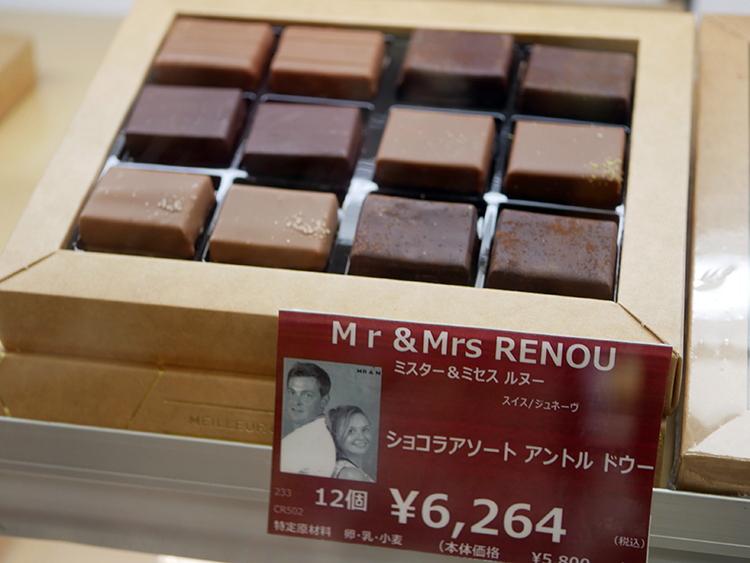 Mr &Mrs RENOU
ミスター&ミセス ルヌー
スイス/ジュネーヴ
MR & M
ショコラアソート アントル ドゥー
233
CR502
12個 ¥6,264
(税込)
特定原材料 卵・乳・小麦
(本体価格 ¥5,800
MEILLEUR